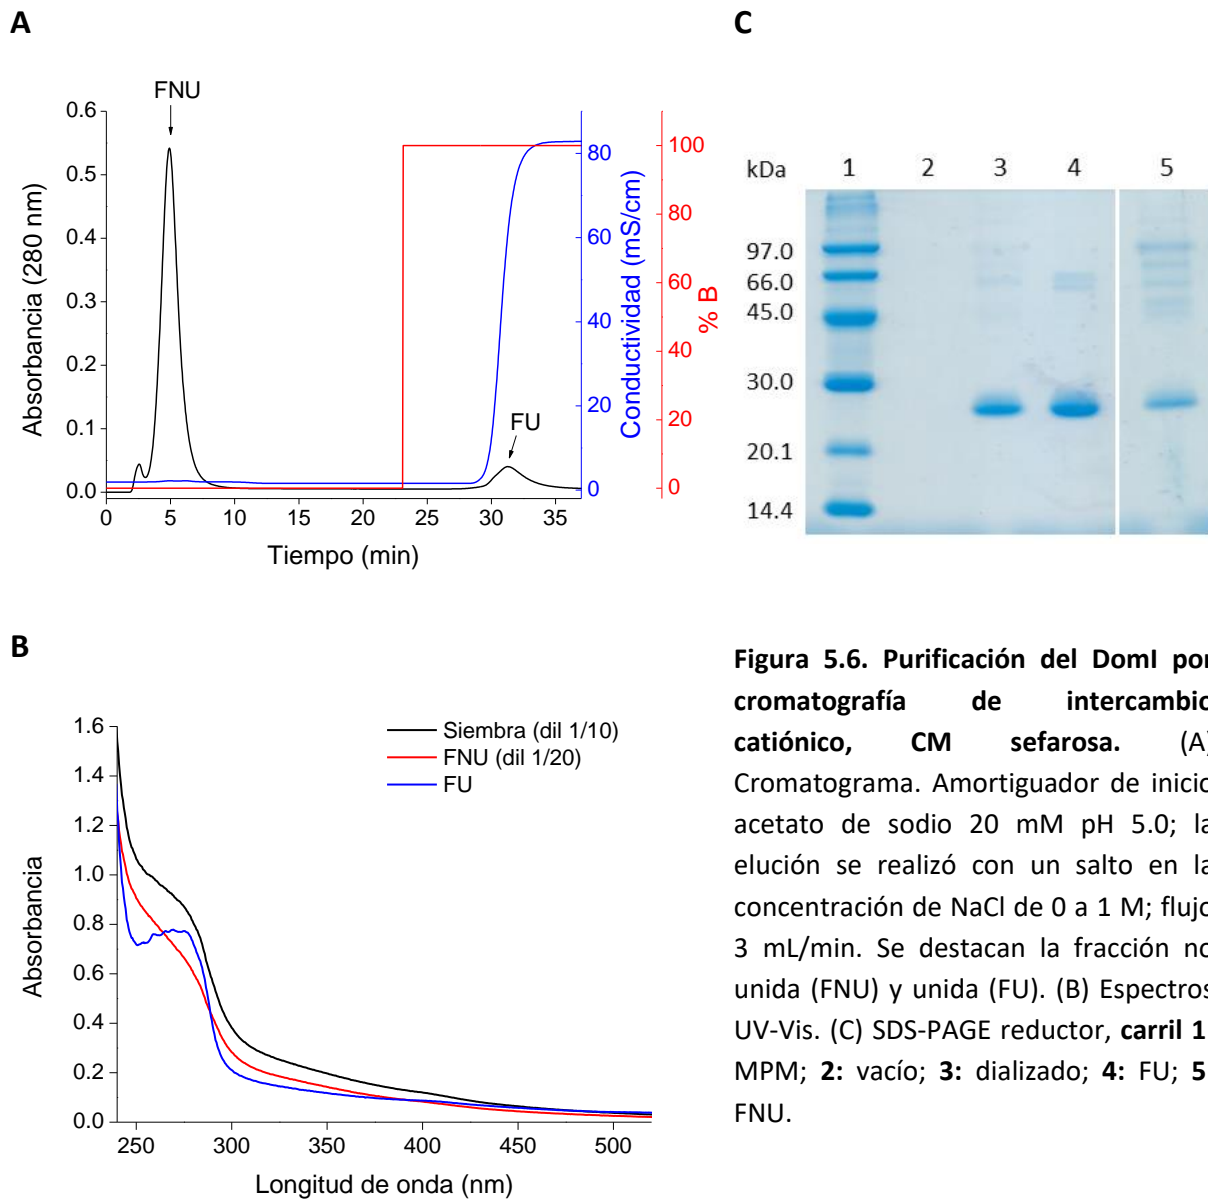 A
FNU
0.6
0.5
0.4
0.3
0.2
0.1
0.0
Absorbancia (280 nm)
0 5 10 15 20 25 30 35
Tiempo (min)
FU
80
60
40
20
0
Conductividad (mS/cm)
100
80
60
40
20
0
% B
C
kDa 1 2 3 4 5
97.0
66.0
45.0
30.0
20.1
14.4
B
1.6
1.4
1.2
1.0
0.8
0.6
0.4
0.2
0.0
Absorbancia
Siembra (dil 1/10)
FNU (dil 1/20)
FU
250 300 350 400 450 500
Longitud de onda (nm)
Figura 5.6. Purificación del DomI por
cromatografía de intercambio
catiónico, CM sefarosa. (A)
Cromatograma. Amortiguador de inicio
acetato de sodio 20 mM pH 5.0; la
elución se realizó con un salto en la
concentración de NaCl de 0 a 1 M; flujo
3 mL/min. Se destacan la fracción no
unida (FNU) y unida (FU). (B) Espectros
UV-Vis. (C) SDS-PAGE reductor, carril 1
MPM; 2: vacío; 3: dializado; 4: FU; 5
FNU.